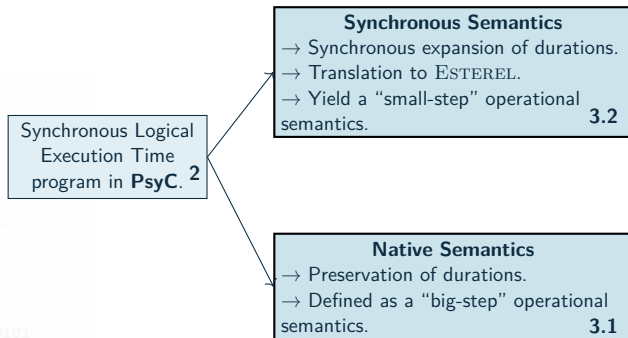 Synchronous Semantics
→ Synchronous expansion of durations.
→ Translation to ESTEREL.
→ Yield a “small-step” operational
semantics. 3.2
Synchronous Logical
Execution Time
program in PsyC. 2
Native Semantics
→ Preservation of durations.
→ Defined as a “big-step” operational
semantics. 3.1